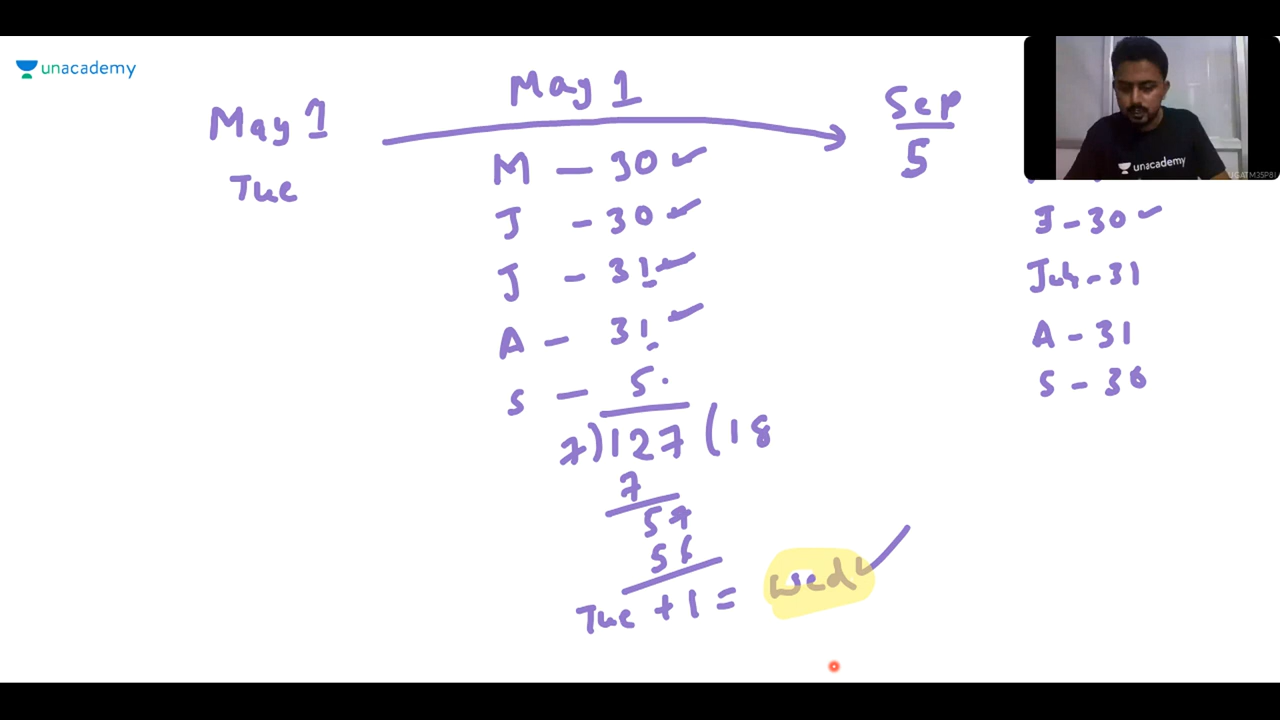 unacademy
May 1
Tue
May 1
Sep
5
M - 30 ✓
J - 30 ✓
J - 31 ✓
A - 31 ✓
S - 5.
7)127(18
7
57
56
Tue + 1 = wed ✓
unacademy
J - 30 ✓
July - 31
A - 31
S - 30